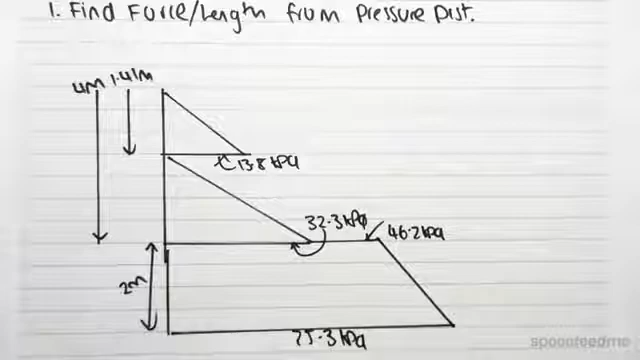 1. Find Force/Length from Pressure Dist.
4M 1.41M
13.8 kPa
32.3 kPa
46.2 kPa
2M
75.3 kPa
spoonfeedme